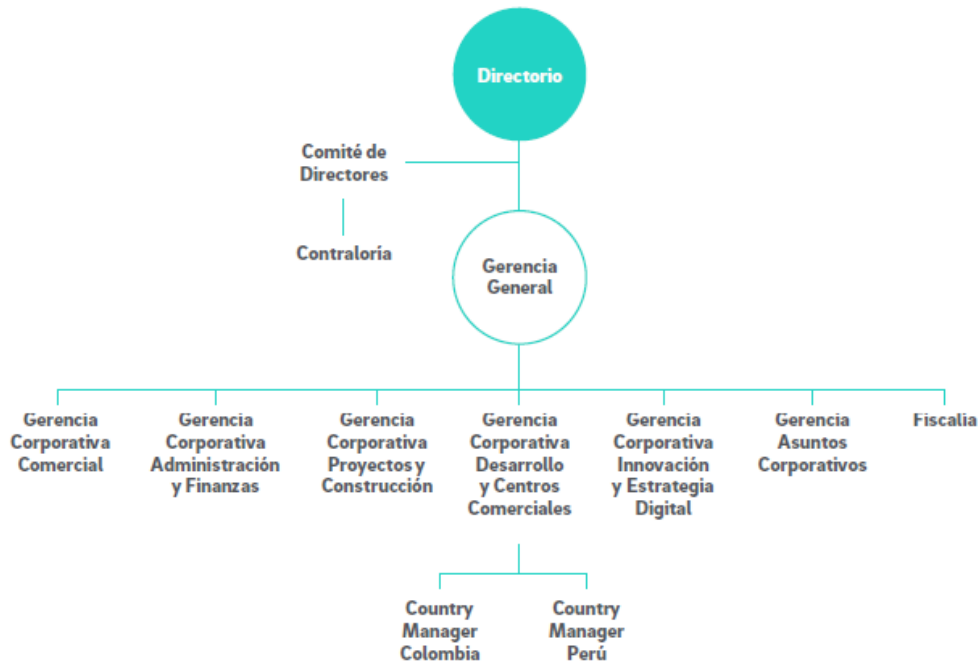 Directorio
Comité de
Directores
Contraloría
Gerencia
General
Gerencia
Corporativa
Comercial
Gerencia
Corporativa
Administración
y Finanzas
Gerencia
Corporativa
Proyectos y
Construcción
Gerencia
Corporativa
Desarrollo
y Centros
Comerciales
Gerencia
Corporativa
Innovación
y Estrategia
Digital
Gerencia
Asuntos
Corporativos
Fiscalia
Country
Manager
Colombia
Country
Manager
Perú